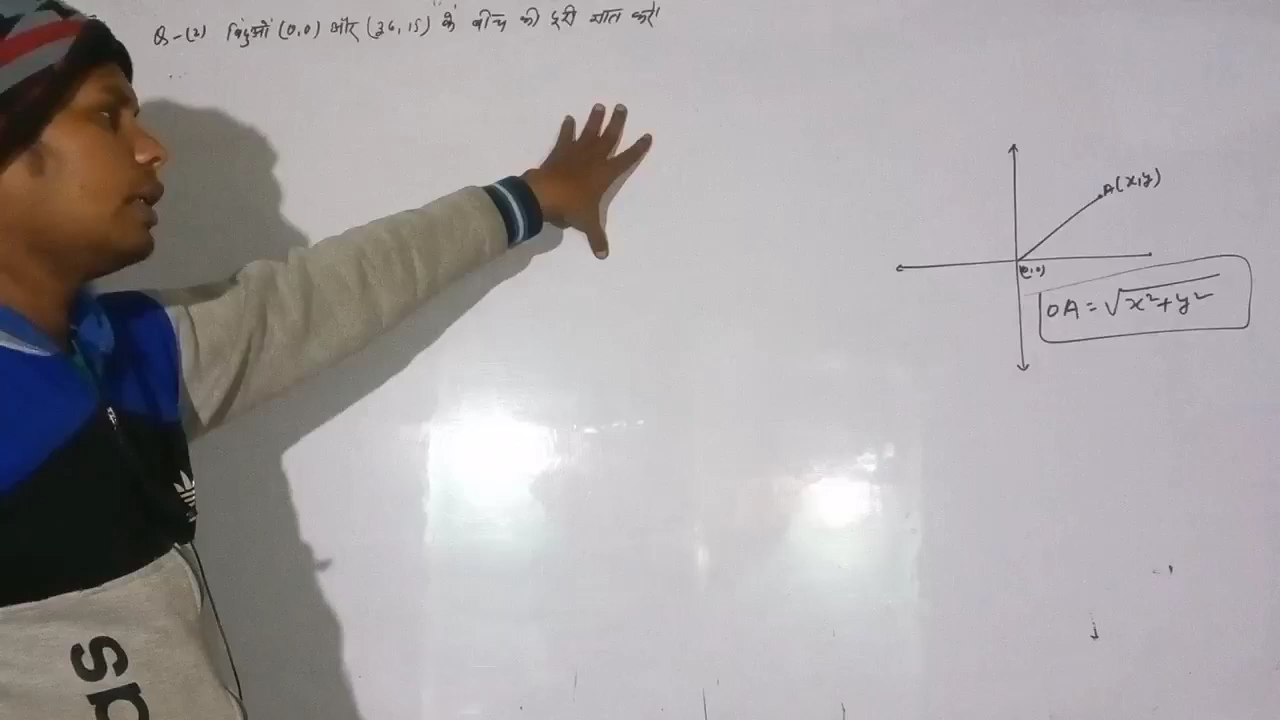 Q-(2) बिंदुओं (0,0) और (36,15) के बीच की दूरी ज्ञात करो।
A(x,y)
(0,0)
OA = √x²+y²